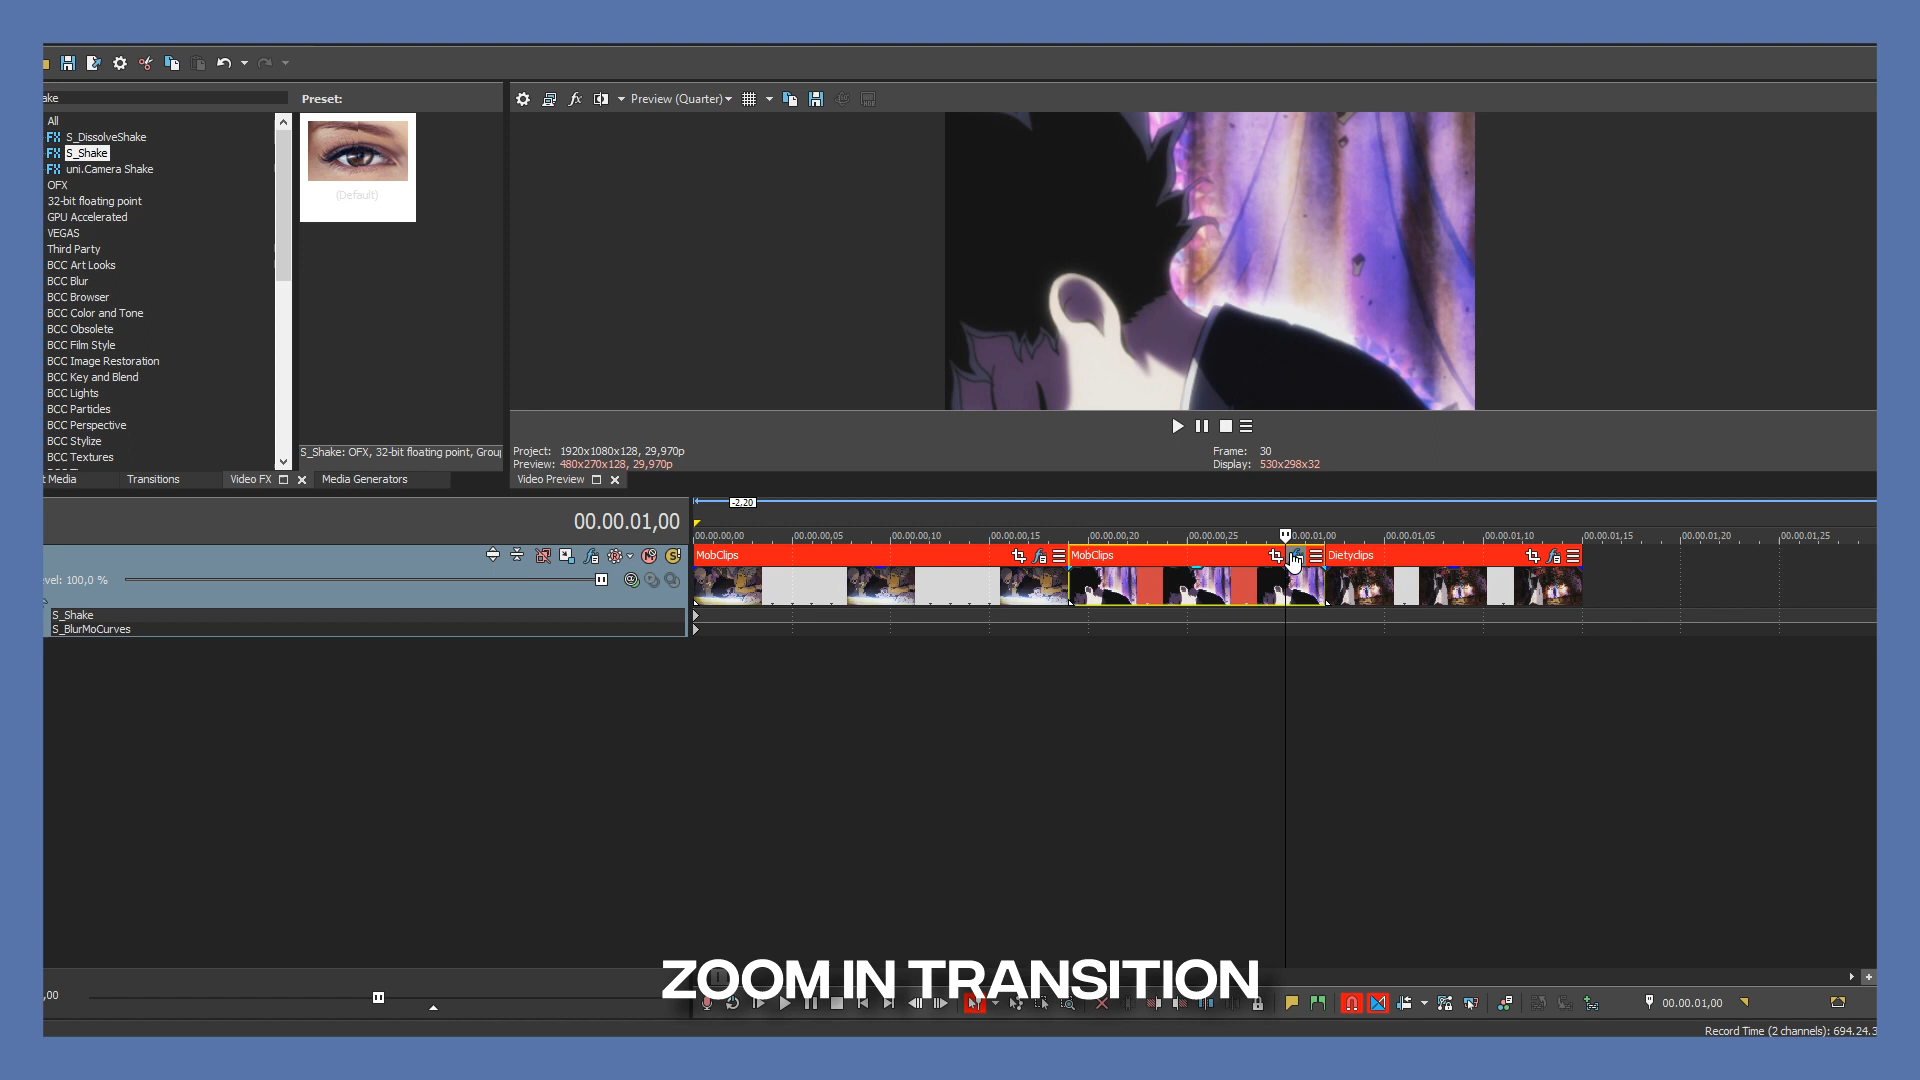 ake
Preset:
Preview (Quarter)
All
FX S_DissolveShake
FX S_Shake
FX uni.Camera Shake
OFX
32-bit floating point
GPU Accelerated
VEGAS
Third Party
BCC Art Looks
BCC Blur
BCC Browser
BCC Color and Tone
BCC Obsolete
BCC Film Style
BCC Image Restoration
BCC Key and Blend
BCC Lights
BCC Particles
BCC Perspective
BCC Stylize
BCC Textures
(Default)
S_Shake: OFX, 32-bit floating point, Grou
Project: 1920x1080x128, 29,970p
Preview: 480x270x128, 29,970p
Frame: 30
Display: 530x298x32
t Media
Transitions
Video FX
Media Generators
Video Preview
-2.20
00.00.01,00
00.00.00,00
00.00.00,05
00.00.00,10
00.00.00,15
00.00.00,20
00.00.00,25
0.00.01,00
00.00.01,05
00.00.01,10
00.00.01,15
00.00.01,20
00.00.01,25
MobClips
MobClips
Dietyclips
evel: 100,0 %
S_Shake
S_BlurMoCurves
ZOOM IN TRANSITION
,00
00.00.01,00
Record Time (2 channels): 694.24.3